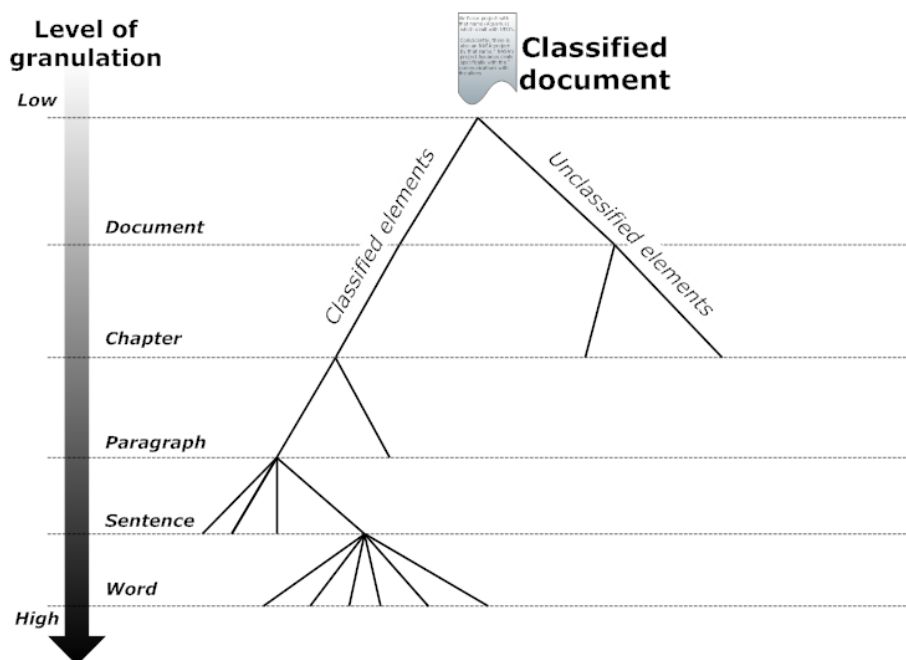 Level of
granulation
Classified
document
Low
Classified elements
Unclassified elements
Document
Chapter
Paragraph
Sentence
Word
High